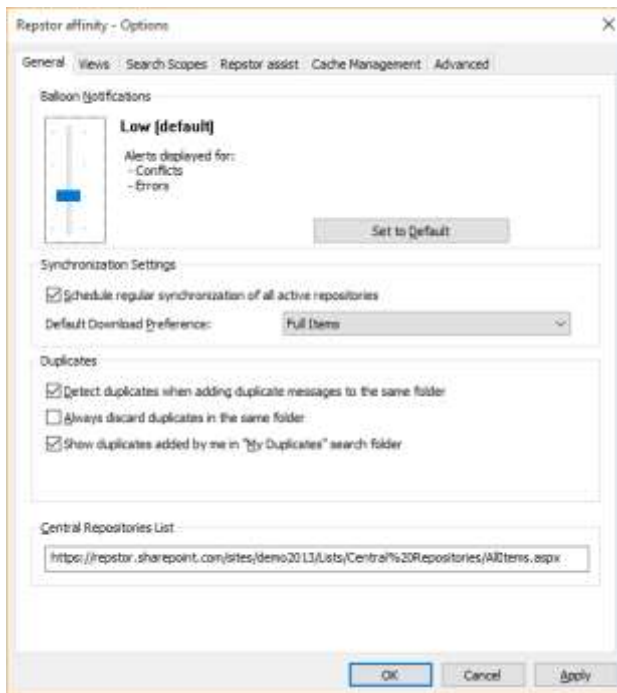 Repstor affinity - Options
General Views Search Scopes Repstor assist Cache Management Advanced
Balloon Notifications
Low (default)
Alerts displayed for:
- Conflicts
- Errors
Set to Default
Synchronization Settings
Schedule regular synchronization of all active repositories
Default Download Preference: Full Items
Duplicates
Detect duplicates when adding duplicate messages to the same folder
Always discard duplicates in the same folder
Show duplicates added by me in "My Duplicates" search folder
Central Repositories List
https://repstor.sharepoint.com/sites/demo2013/Lists/Central%20Repositories/AllItems.aspx
OK Cancel Apply